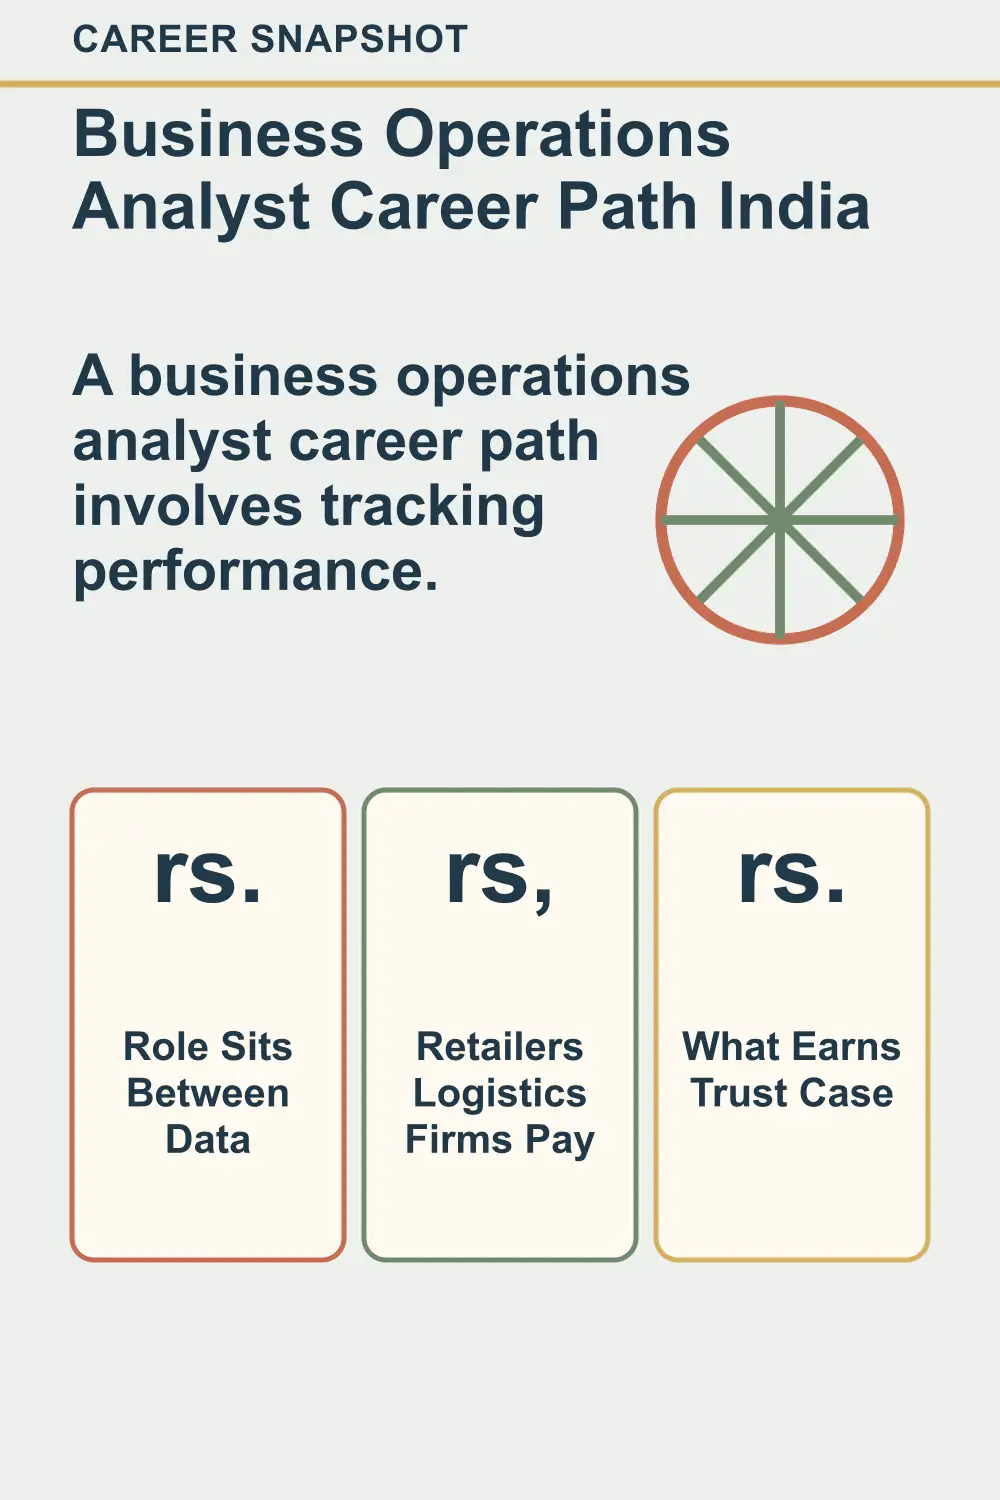 CAREER SNAPSHOT
Business Operations
Analyst Career Path India
A business operations
analyst career path
involves tracking
performance.
rs.
Role Sits
Between
Data
rs,
Retailers
Logistics
Firms Pay
rs.
What Earns
Trust Case